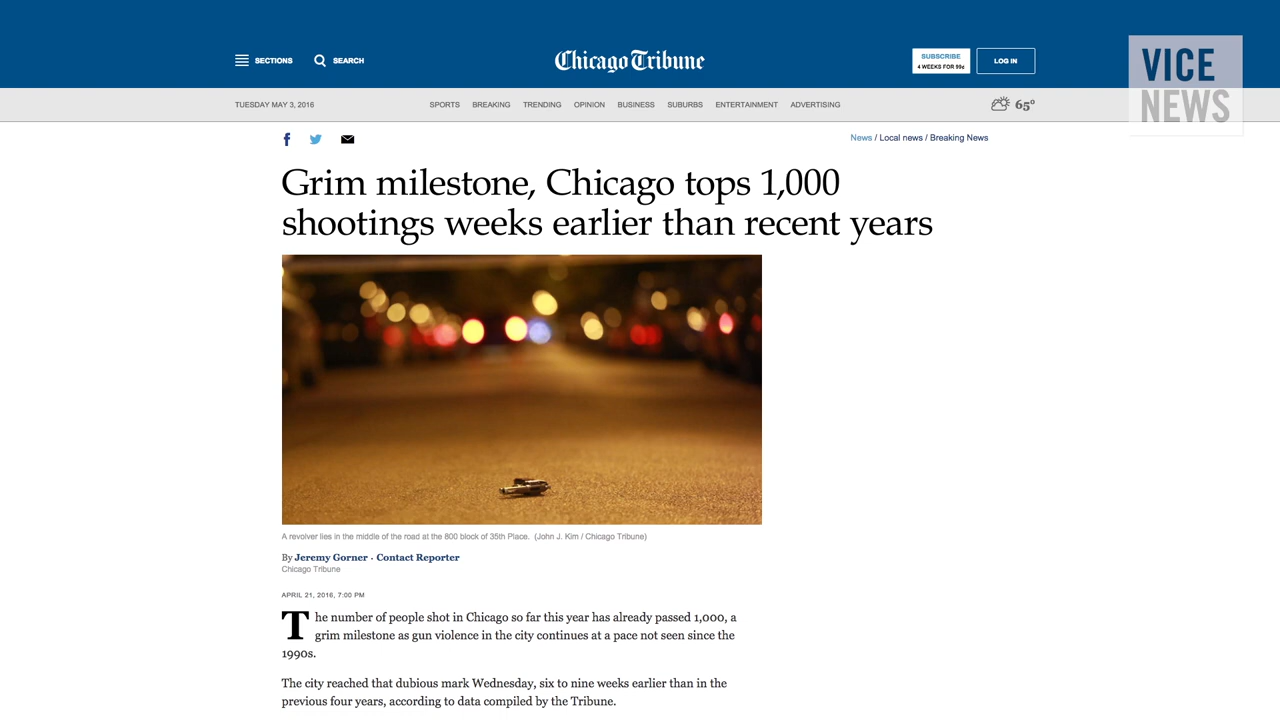 SECTIONS
SEARCH
Chicago Tribune
SUBSCRIBE
4 WEEKS FOR 99¢
LOG IN
VICE
NEWS
TUESDAY MAY 3, 2016
SPORTS
BREAKING
TRENDING
OPINION
BUSINESS
SUBURBS
ENTERTAINMENT
ADVERTISING
65°
News / Local news / Breaking News
Grim milestone, Chicago tops 1,000
shootings weeks earlier than recent years
A revolver lies in the middle of the road at the 800 block of 35th Place. (John J. Kim / Chicago Tribune)
By Jeremy Gorner · Contact Reporter
Chicago Tribune
APRIL 21, 2016, 7:00 PM
The number of people shot in Chicago so far this year has already passed 1,000, a
grim milestone as gun violence in the city continues at a pace not seen since the
1990s.
The city reached that dubious mark Wednesday, six to nine weeks earlier than in the
previous four years, according to data compiled by the Tribune.